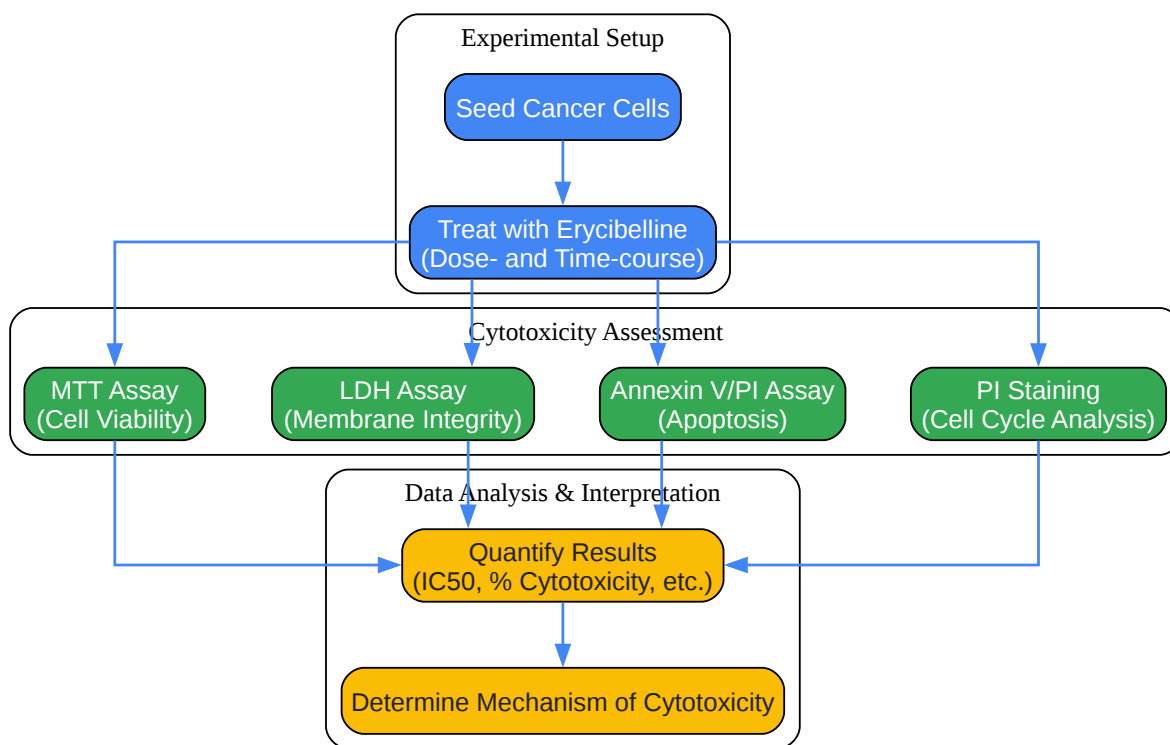 Experimental Setup
Seed Cancer Cells
Treat with Erycibelline
(Dose- and Time-course)
Cytotoxicity Assessment
MTT Assay
(Cell Viability)
LDH Assay
(Membrane Integrity)
Annexin V/PI Assay
(Apoptosis)
PI Staining
(Cell Cycle Analysis)
Data Analysis & Interpretation
Quantify Results
(IC50, % Cytotoxicity, etc.)
Determine Mechanism of Cytotoxicity